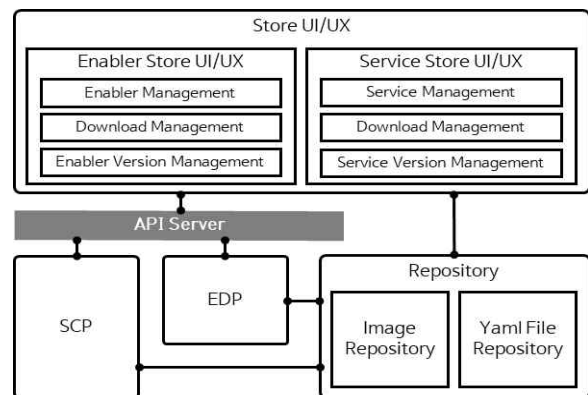 Store UI/UX
Enabler Store UI/UX
Enabler Management
Download Management
Enabler Version Management
Service Store UI/UX
Service Management
Download Management
Service Version Management
API Server
SCP
EDP
Repository
Image
Repository
Yaml File
Repository